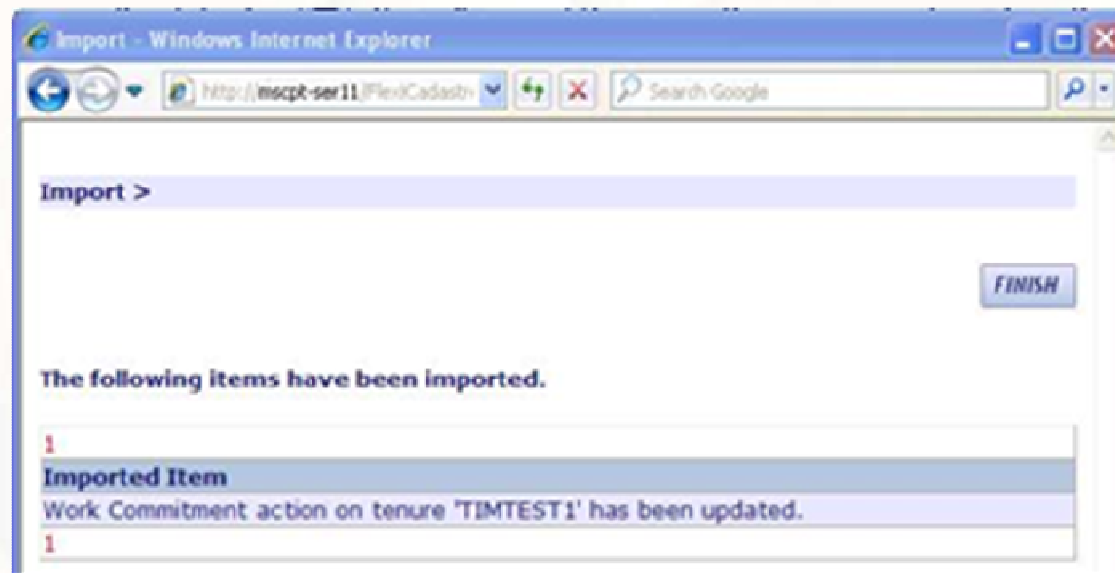 Import - Windows Internet Explorer
http://mscpt-ser11/FlexiCadastr
Search Google
Import >
FINISH
The following items have been imported.
1
Imported Item
Work Commitment action on tenure 'TIMTEST1' has been updated.
1